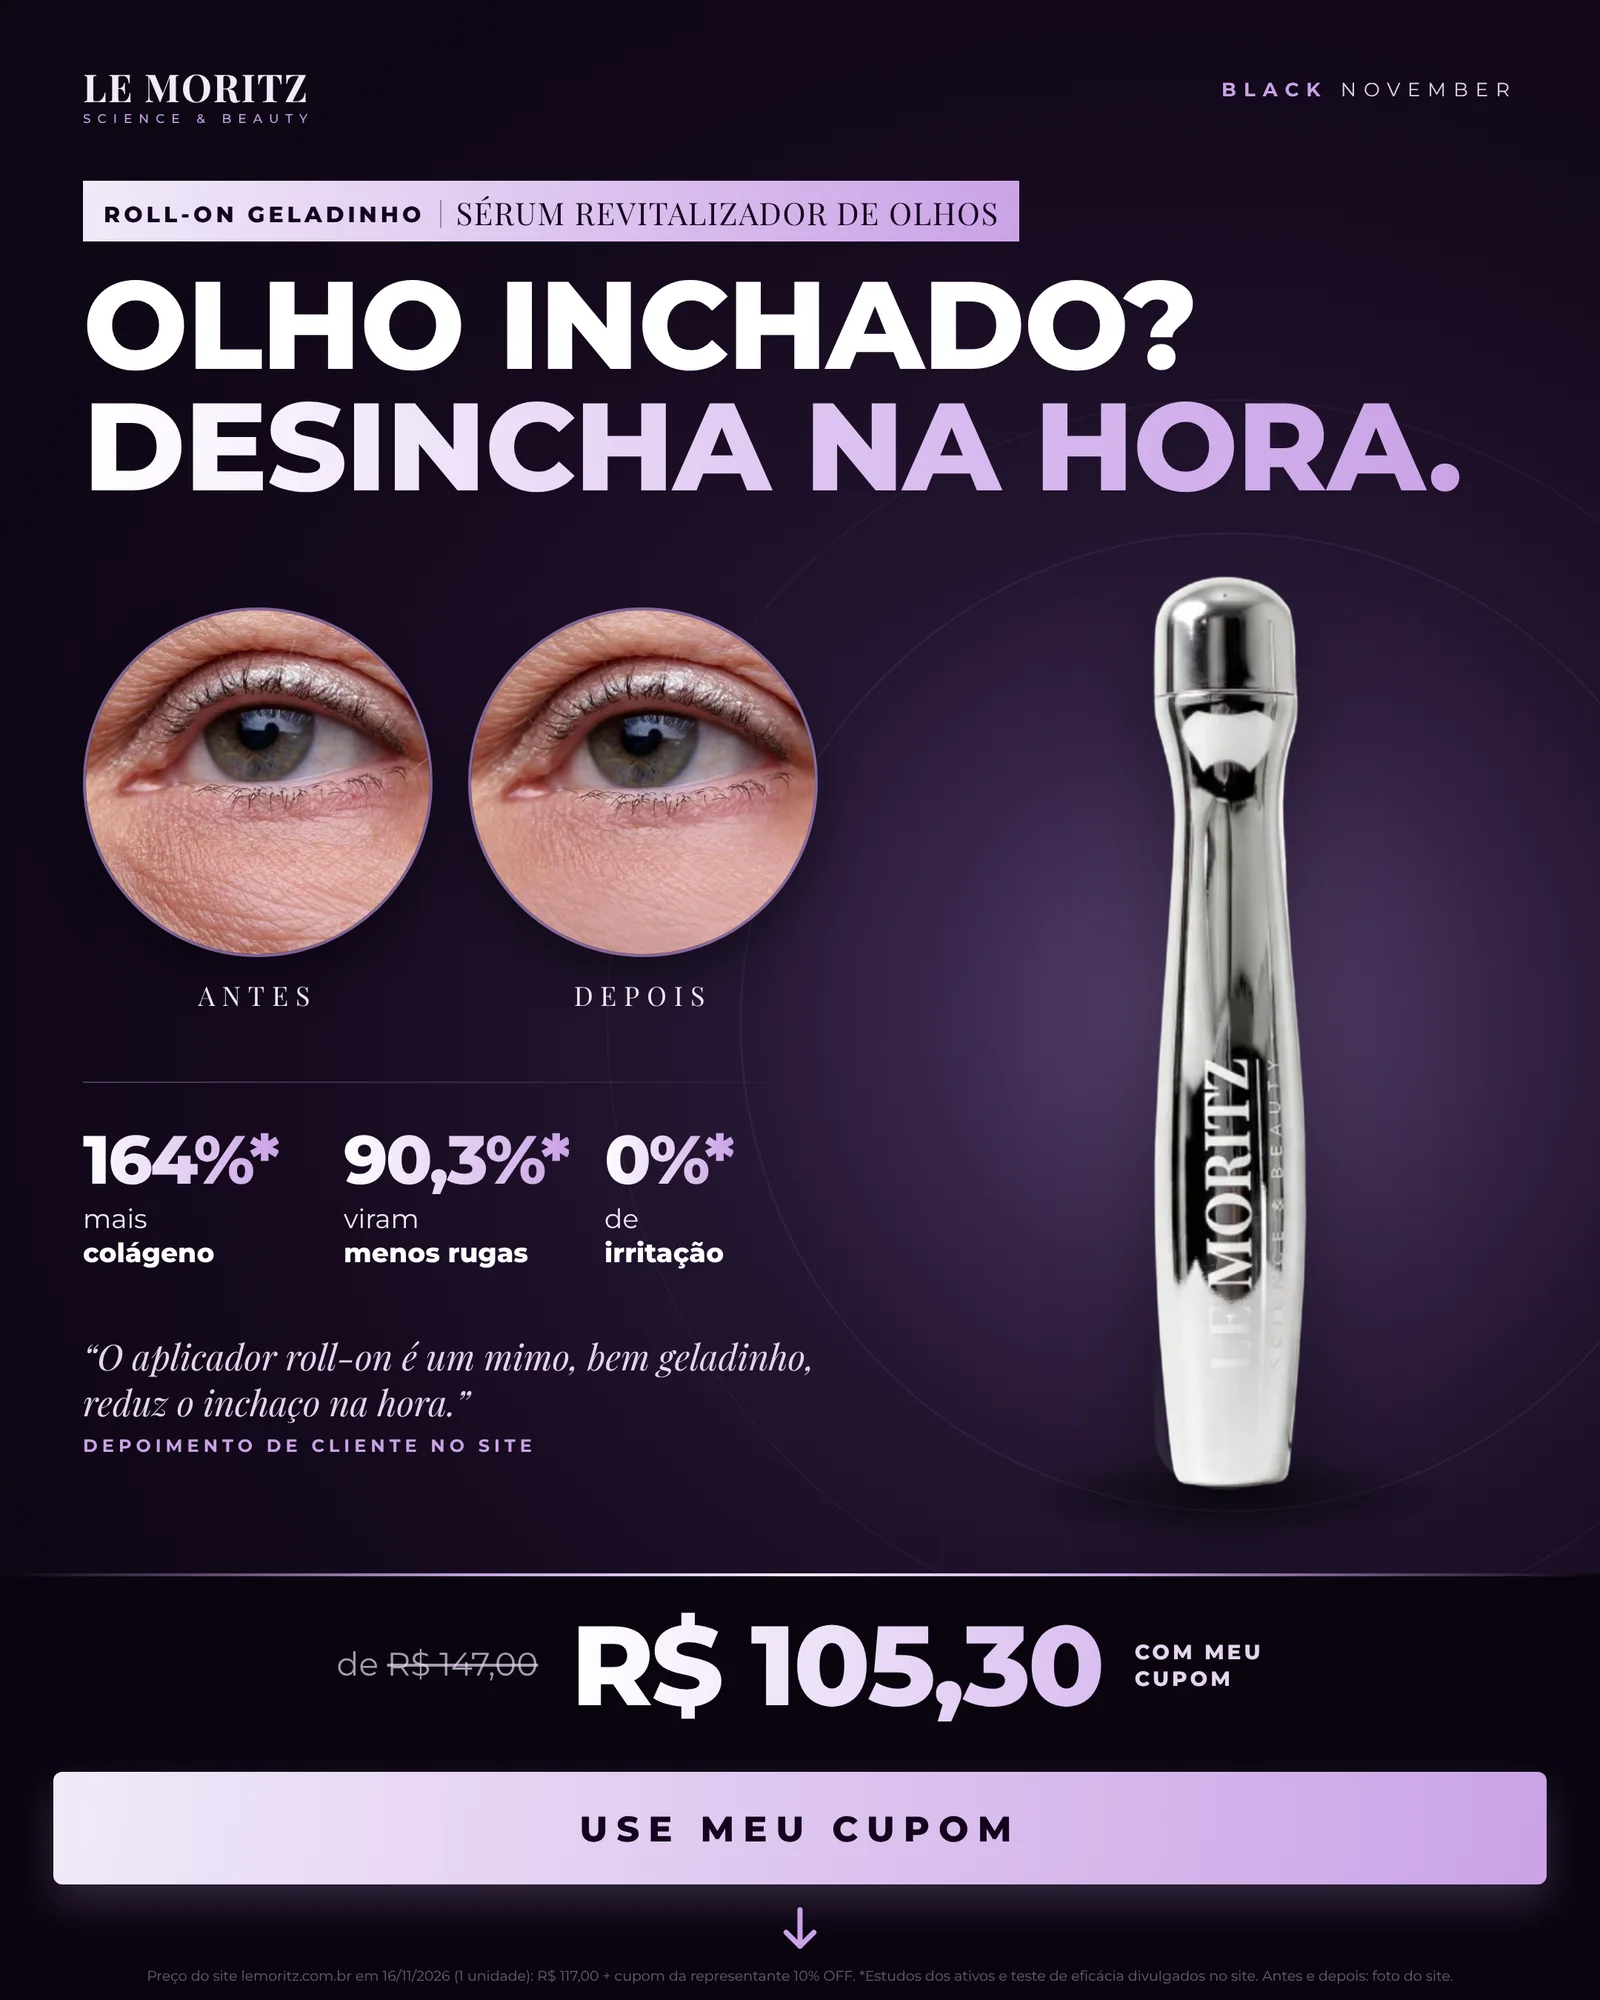 LE MORITZ
SCIENCE & BEAUTY
BLACK NOVEMBER
ROLL-ON GELADINHO | SÉRUM REVITALIZADOR DE OLHOS
OLHO INCHADO?
DESINCHA NA HORA.
ANTES
DEPOIS
164%*
mais
colágeno
90,3%*
viram
menos rugas
0%*
de
irritação
“O aplicador roll-on é um mimo, bem geladinho,
reduz o inchaço na hora.”
DEPOIMENTO DE CLIENTE NO SITE
LE MORITZ
SCIENCE & BEAUTY
de R$ 147,00
R$ 105,30
COM MEU
CUPOM
USE MEU CUPOM
Preço do site lemoritz.com.br em 16/11/2026 (1 unidade): R$ 117,00 + cupom da representante 10% OFF. *Estudos dos ativos e teste de eficácia divulgados no site. Antes e depois: foto do site.